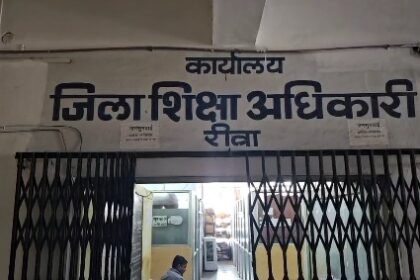 कार्यालय
जिला शिक्षा अधिकारी
रीवा